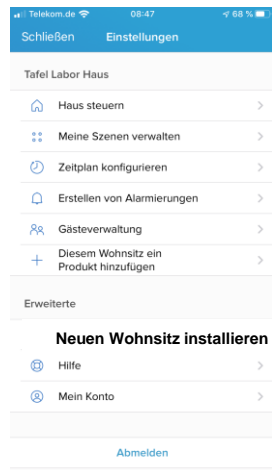 Telekom.de 08:47 68 %
Schließen Einstellungen
Tafel Labor Haus
Haus steuern
Meine Szenen verwalten
Zeitplan konfigurieren
Erstellen von Alarmierungen
Gästeverwaltung
Diesem Wohnsitz ein
Produkt hinzufügen
Erweiterte
Neuen Wohnsitz installieren
Hilfe
Mein Konto
Abmelden